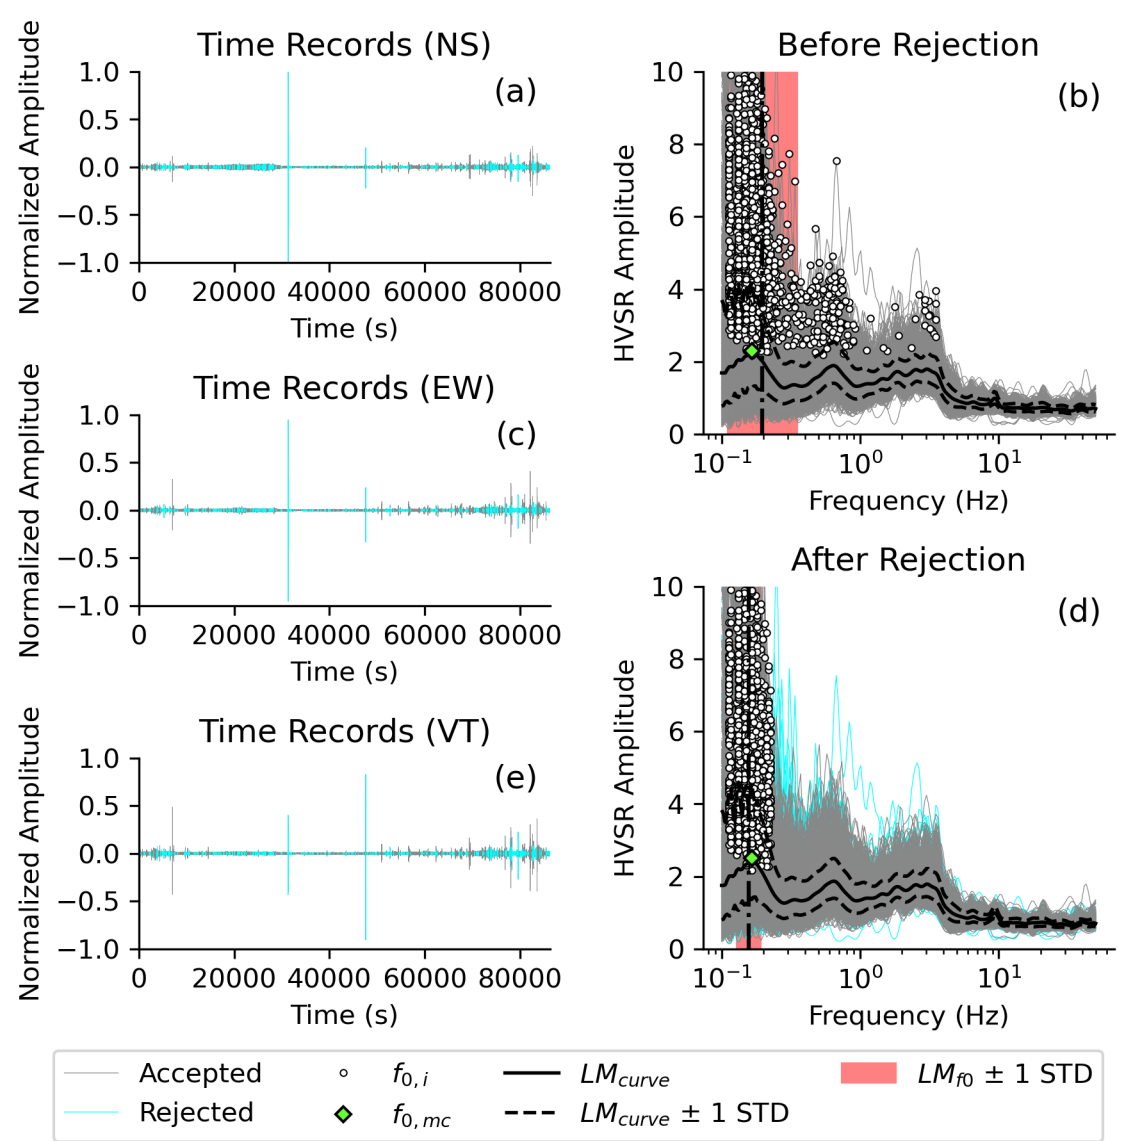 Time Records (NS)
Normalized Amplitude
1.0
0.5
0.0
−0.5
−1.0
(a)
0 20000 40000 60000 80000
Time (s)
Before Rejection
HVSR Amplitude
10
8
6
4
2
0
(b)
10⁻¹ 10⁰ 10¹
Frequency (Hz)
Time Records (EW)
Normalized Amplitude
1.0
0.5
0.0
−0.5
−1.0
(c)
0 20000 40000 60000 80000
Time (s)
After Rejection
HVSR Amplitude
10
8
6
4
2
0
(d)
10⁻¹ 10⁰ 10¹
Frequency (Hz)
Time Records (VT)
Normalized Amplitude
1.0
0.5
0.0
−0.5
−1.0
(e)
0 20000 40000 60000 80000
Time (s)
Accepted f0,i LMcurve LMf0 ± 1 STD
Rejected f0,mc LMcurve ± 1 STD